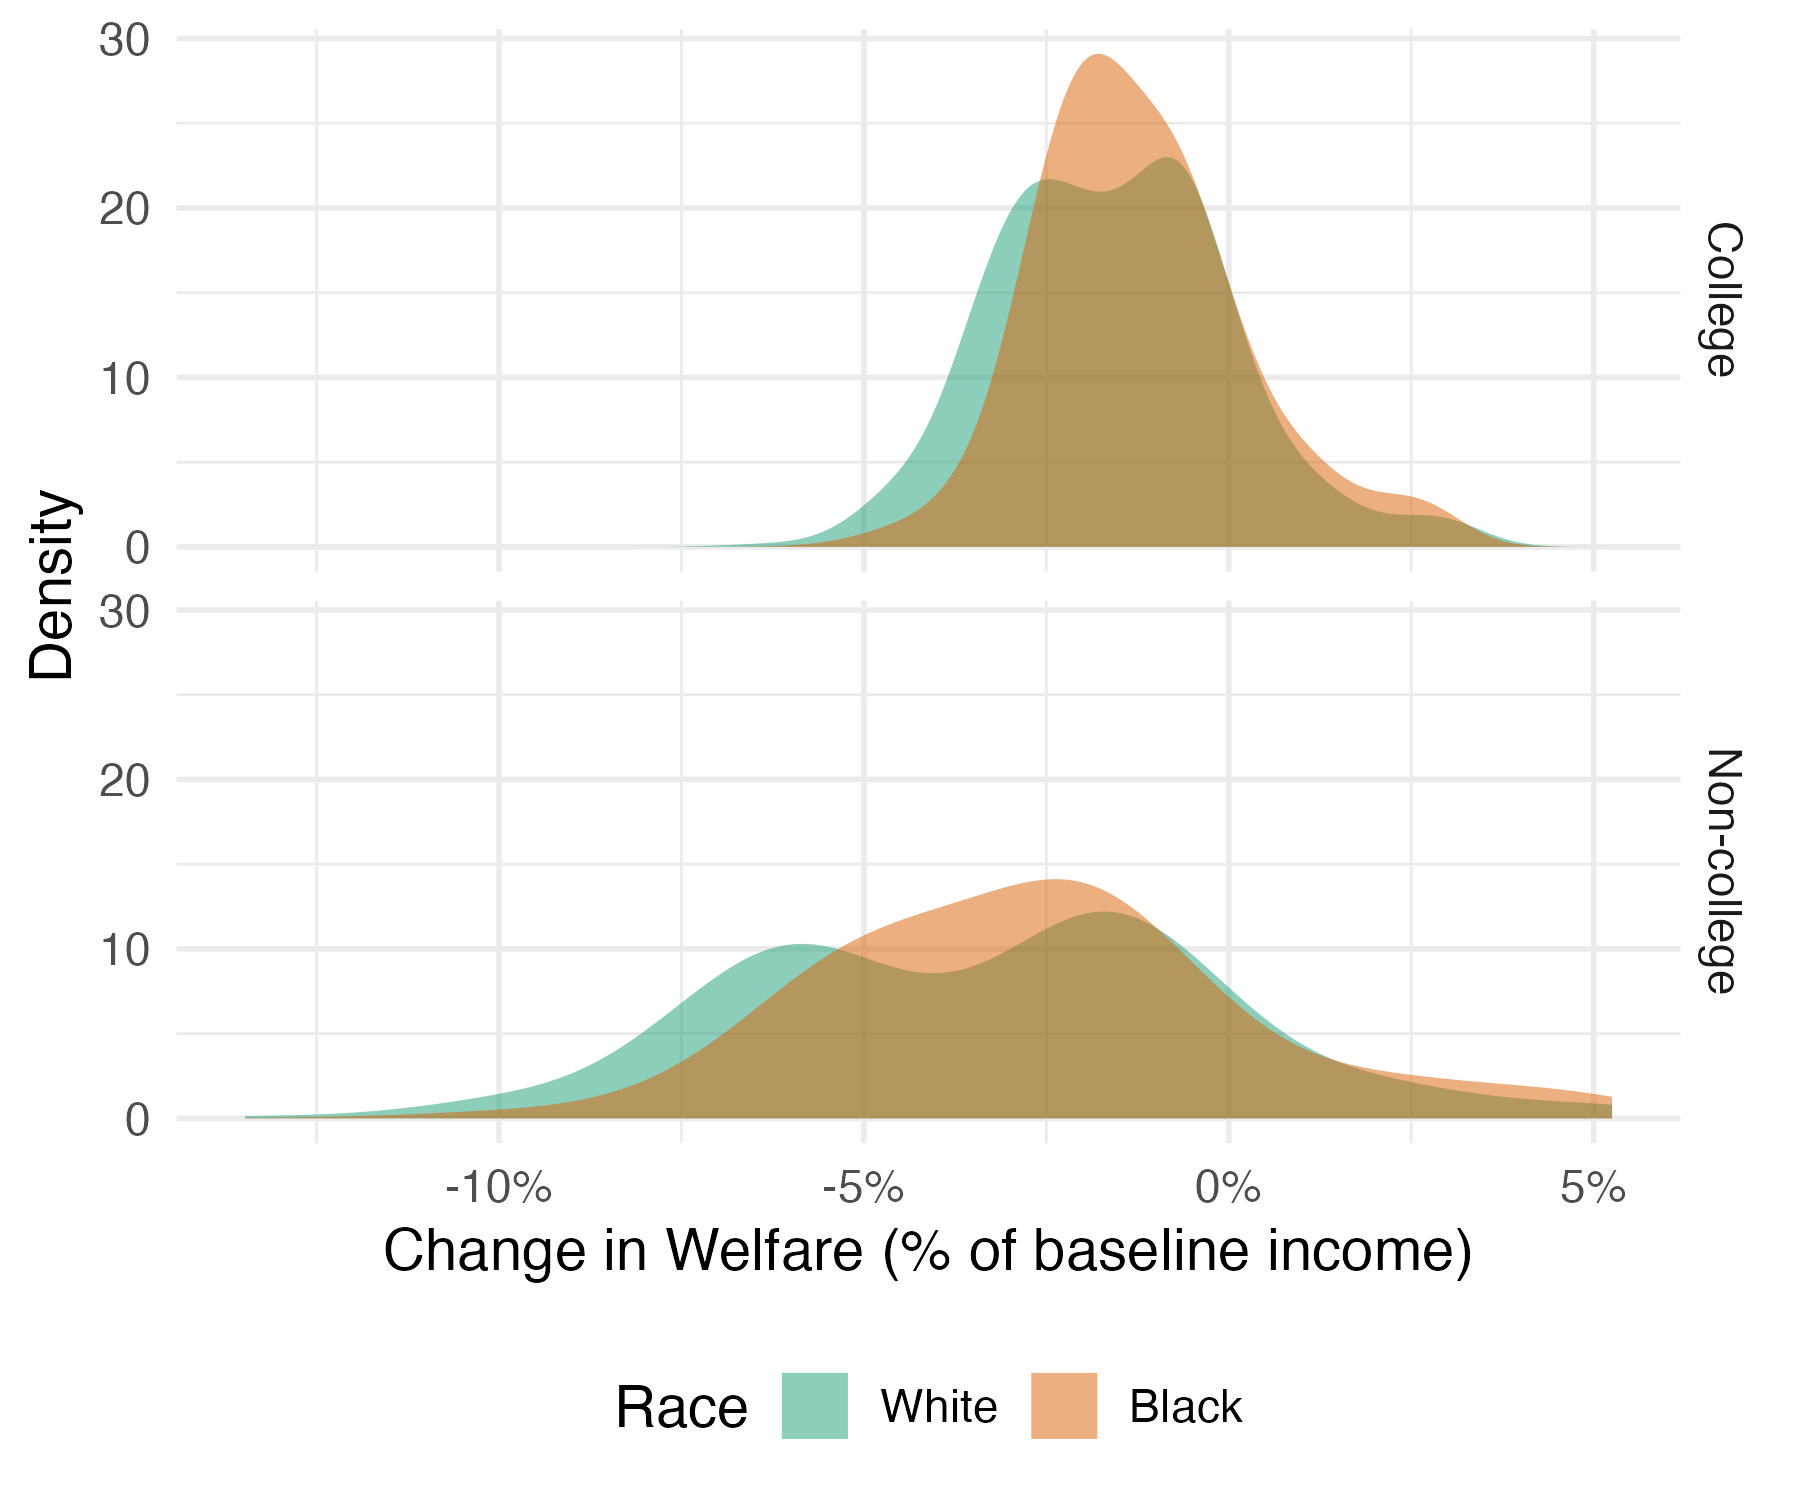 30
20
10
0
College
Density
30
20
10
0
Non-college
-10%
-5%
0%
5%
Change in Welfare (% of baseline income)
Race
White
Black